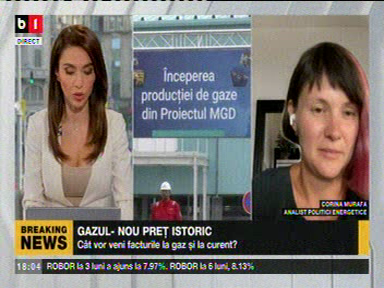 B1
DIRECT
Începerea
producției de gaze
din Proiectul MGD
CORINA MURAFA
ANALIST POLITICI ENERGETICE
BREAKING
NEWS
GAZUL- NOU PREȚ ISTORIC
Cât vor veni facturile la gaz și la curent?
18:04 ROBOR la 3 luni a ajuns la 7.97%. ROBOR la 6 luni, 8.13%